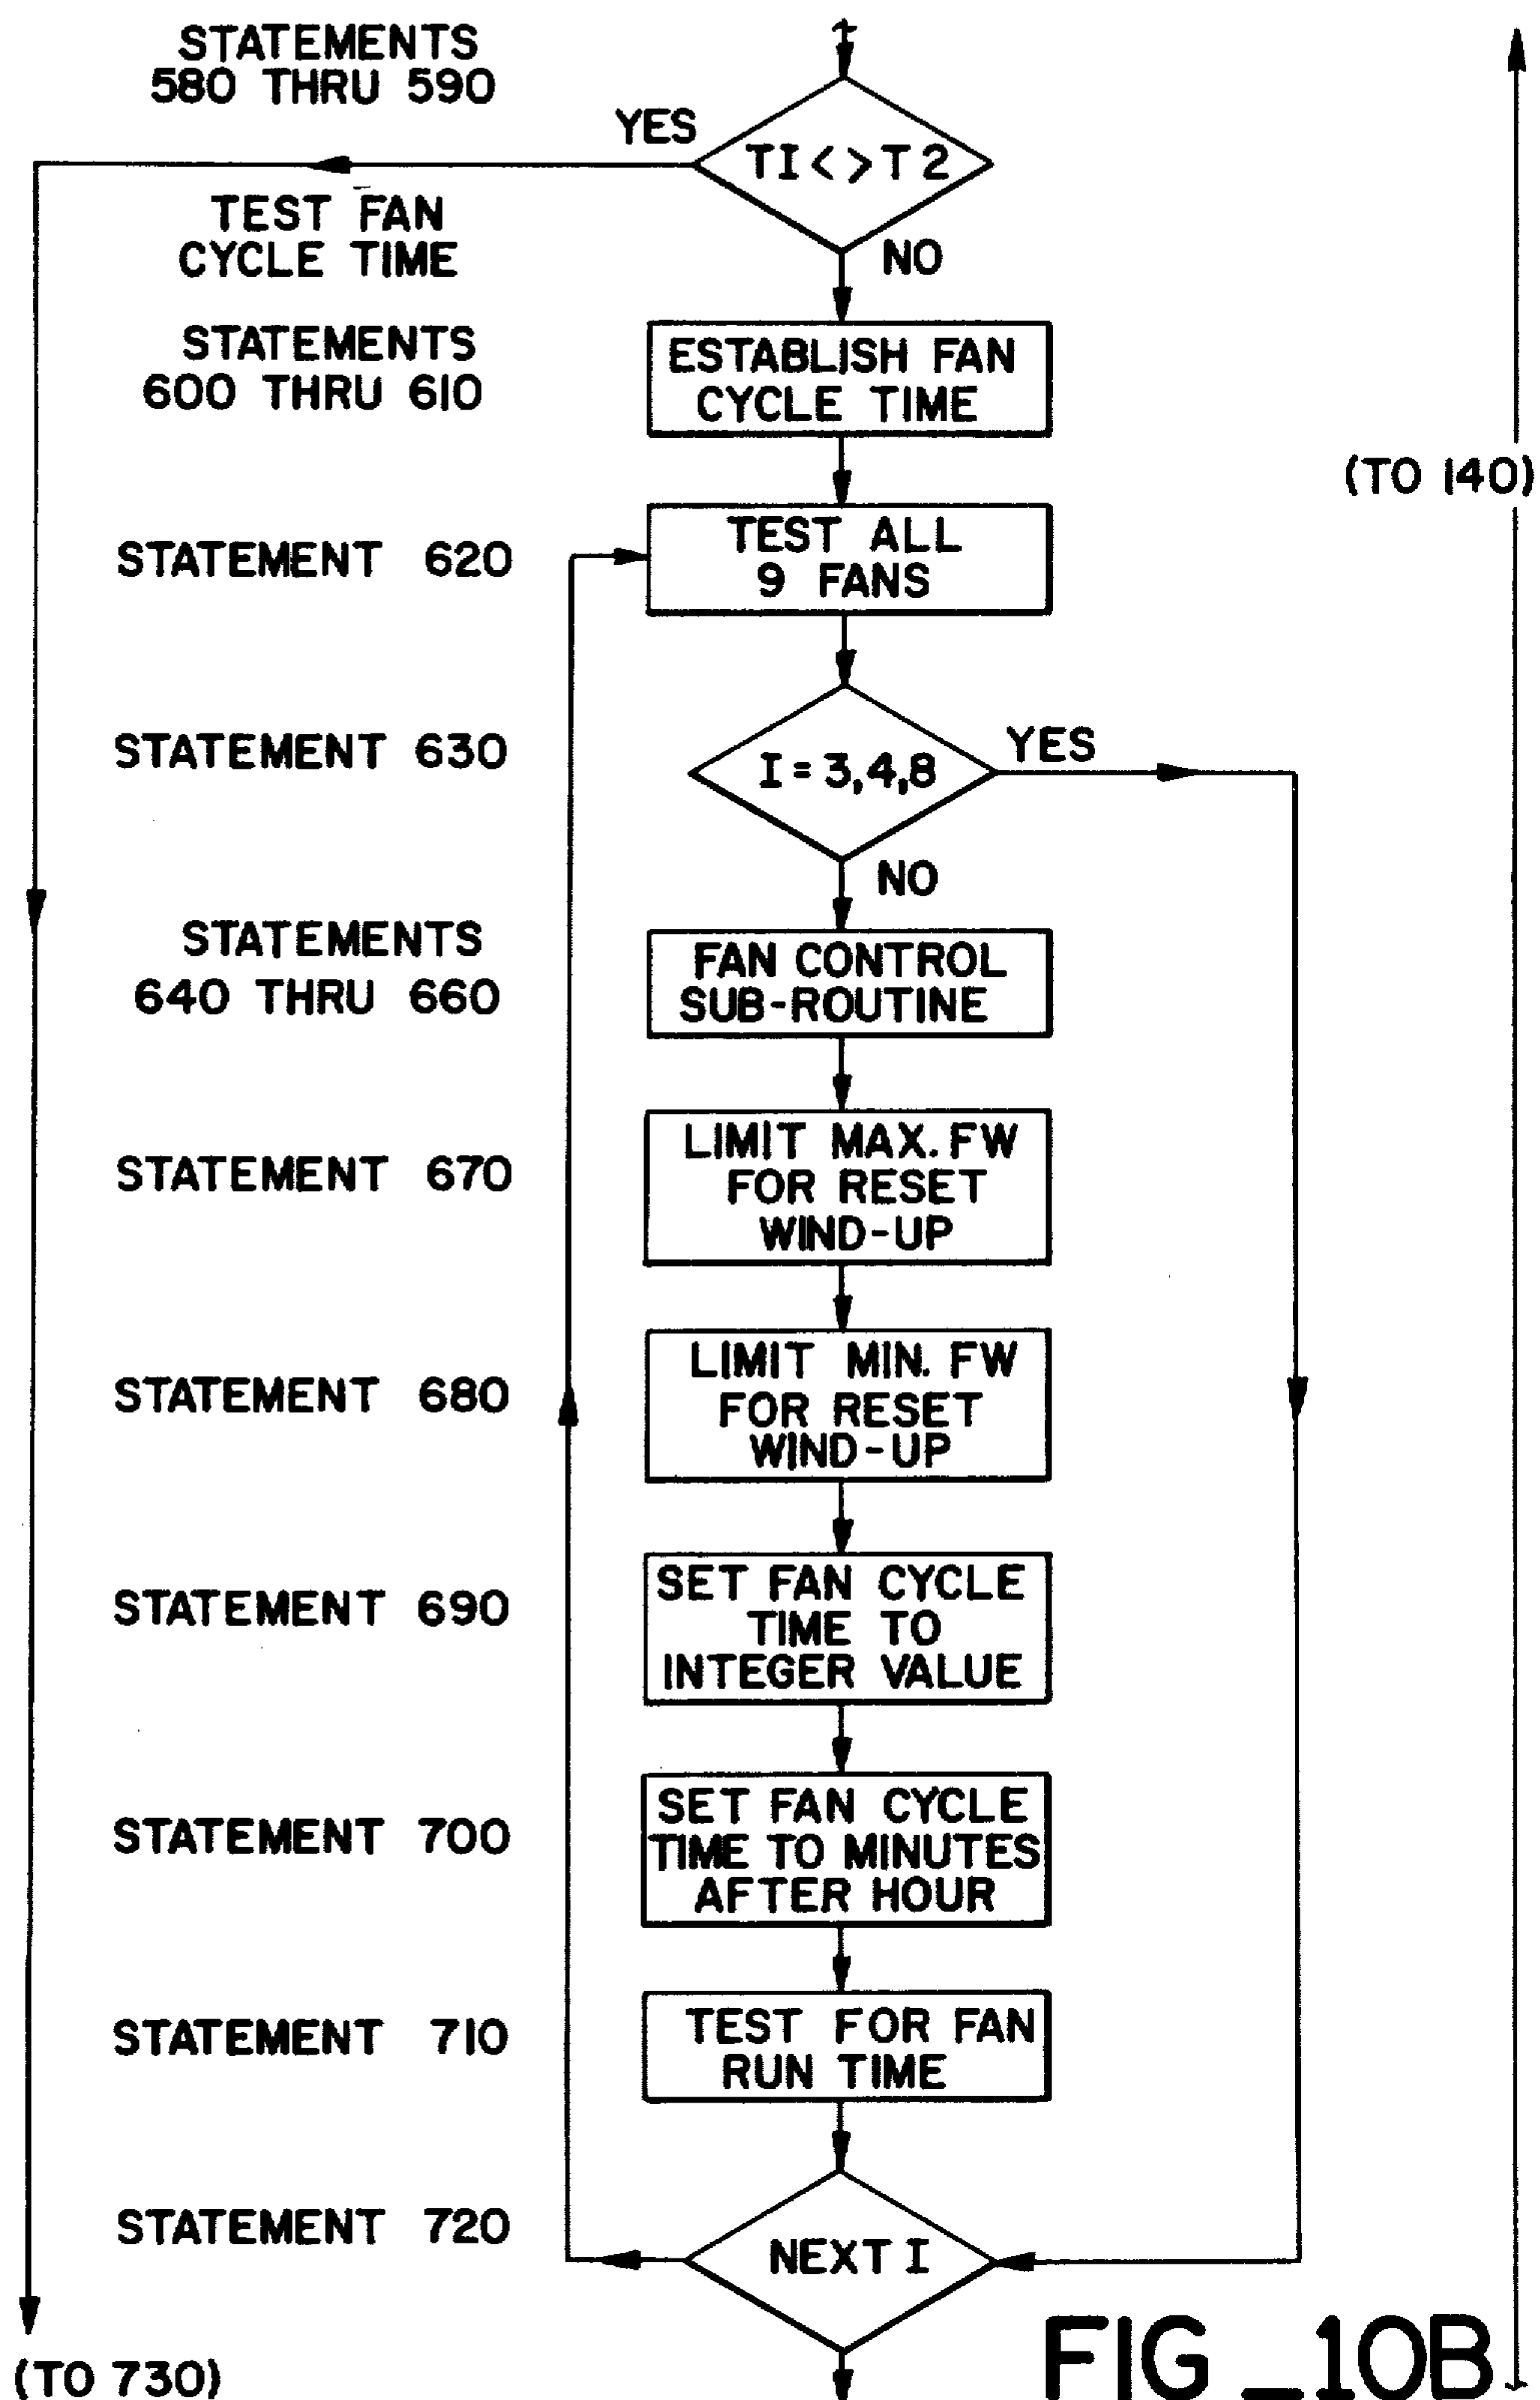 STATEMENTS
580 THRU 590
YES
TI<>T2
TEST FAN
CYCLE TIME
NO
STATEMENTS
600 THRU 610
ESTABLISH FAN
CYCLE TIME
(TO 140)
STATEMENT 620
TEST ALL
9 FANS
STATEMENT 630
I=3,4,8
YES
NO
STATEMENTS
640 THRU 660
FAN CONTROL
SUB-ROUTINE
STATEMENT 670
LIMIT MAX. FW
FOR RESET
WIND-UP
STATEMENT 680
LIMIT MIN. FW
FOR RESET
WIND-UP
STATEMENT 690
SET FAN CYCLE
TIME TO
INTEGER VALUE
STATEMENT 700
SET FAN CYCLE
TIME TO MINUTES
AFTER HOUR
STATEMENT 710
TEST FOR FAN
RUN TIME
STATEMENT 720
NEXT I
(TO 730)
FIG_10B